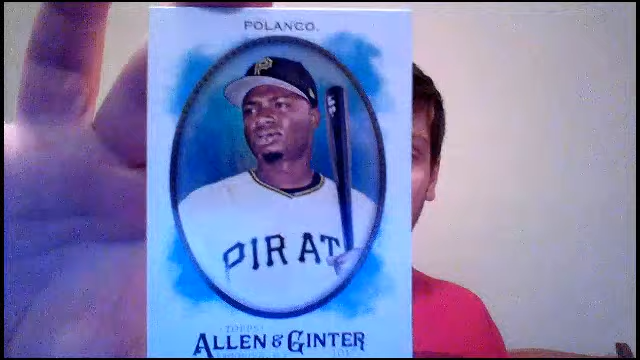 POLANCO.
P
PIRAT
TOPPS
ALLEN & GINTER